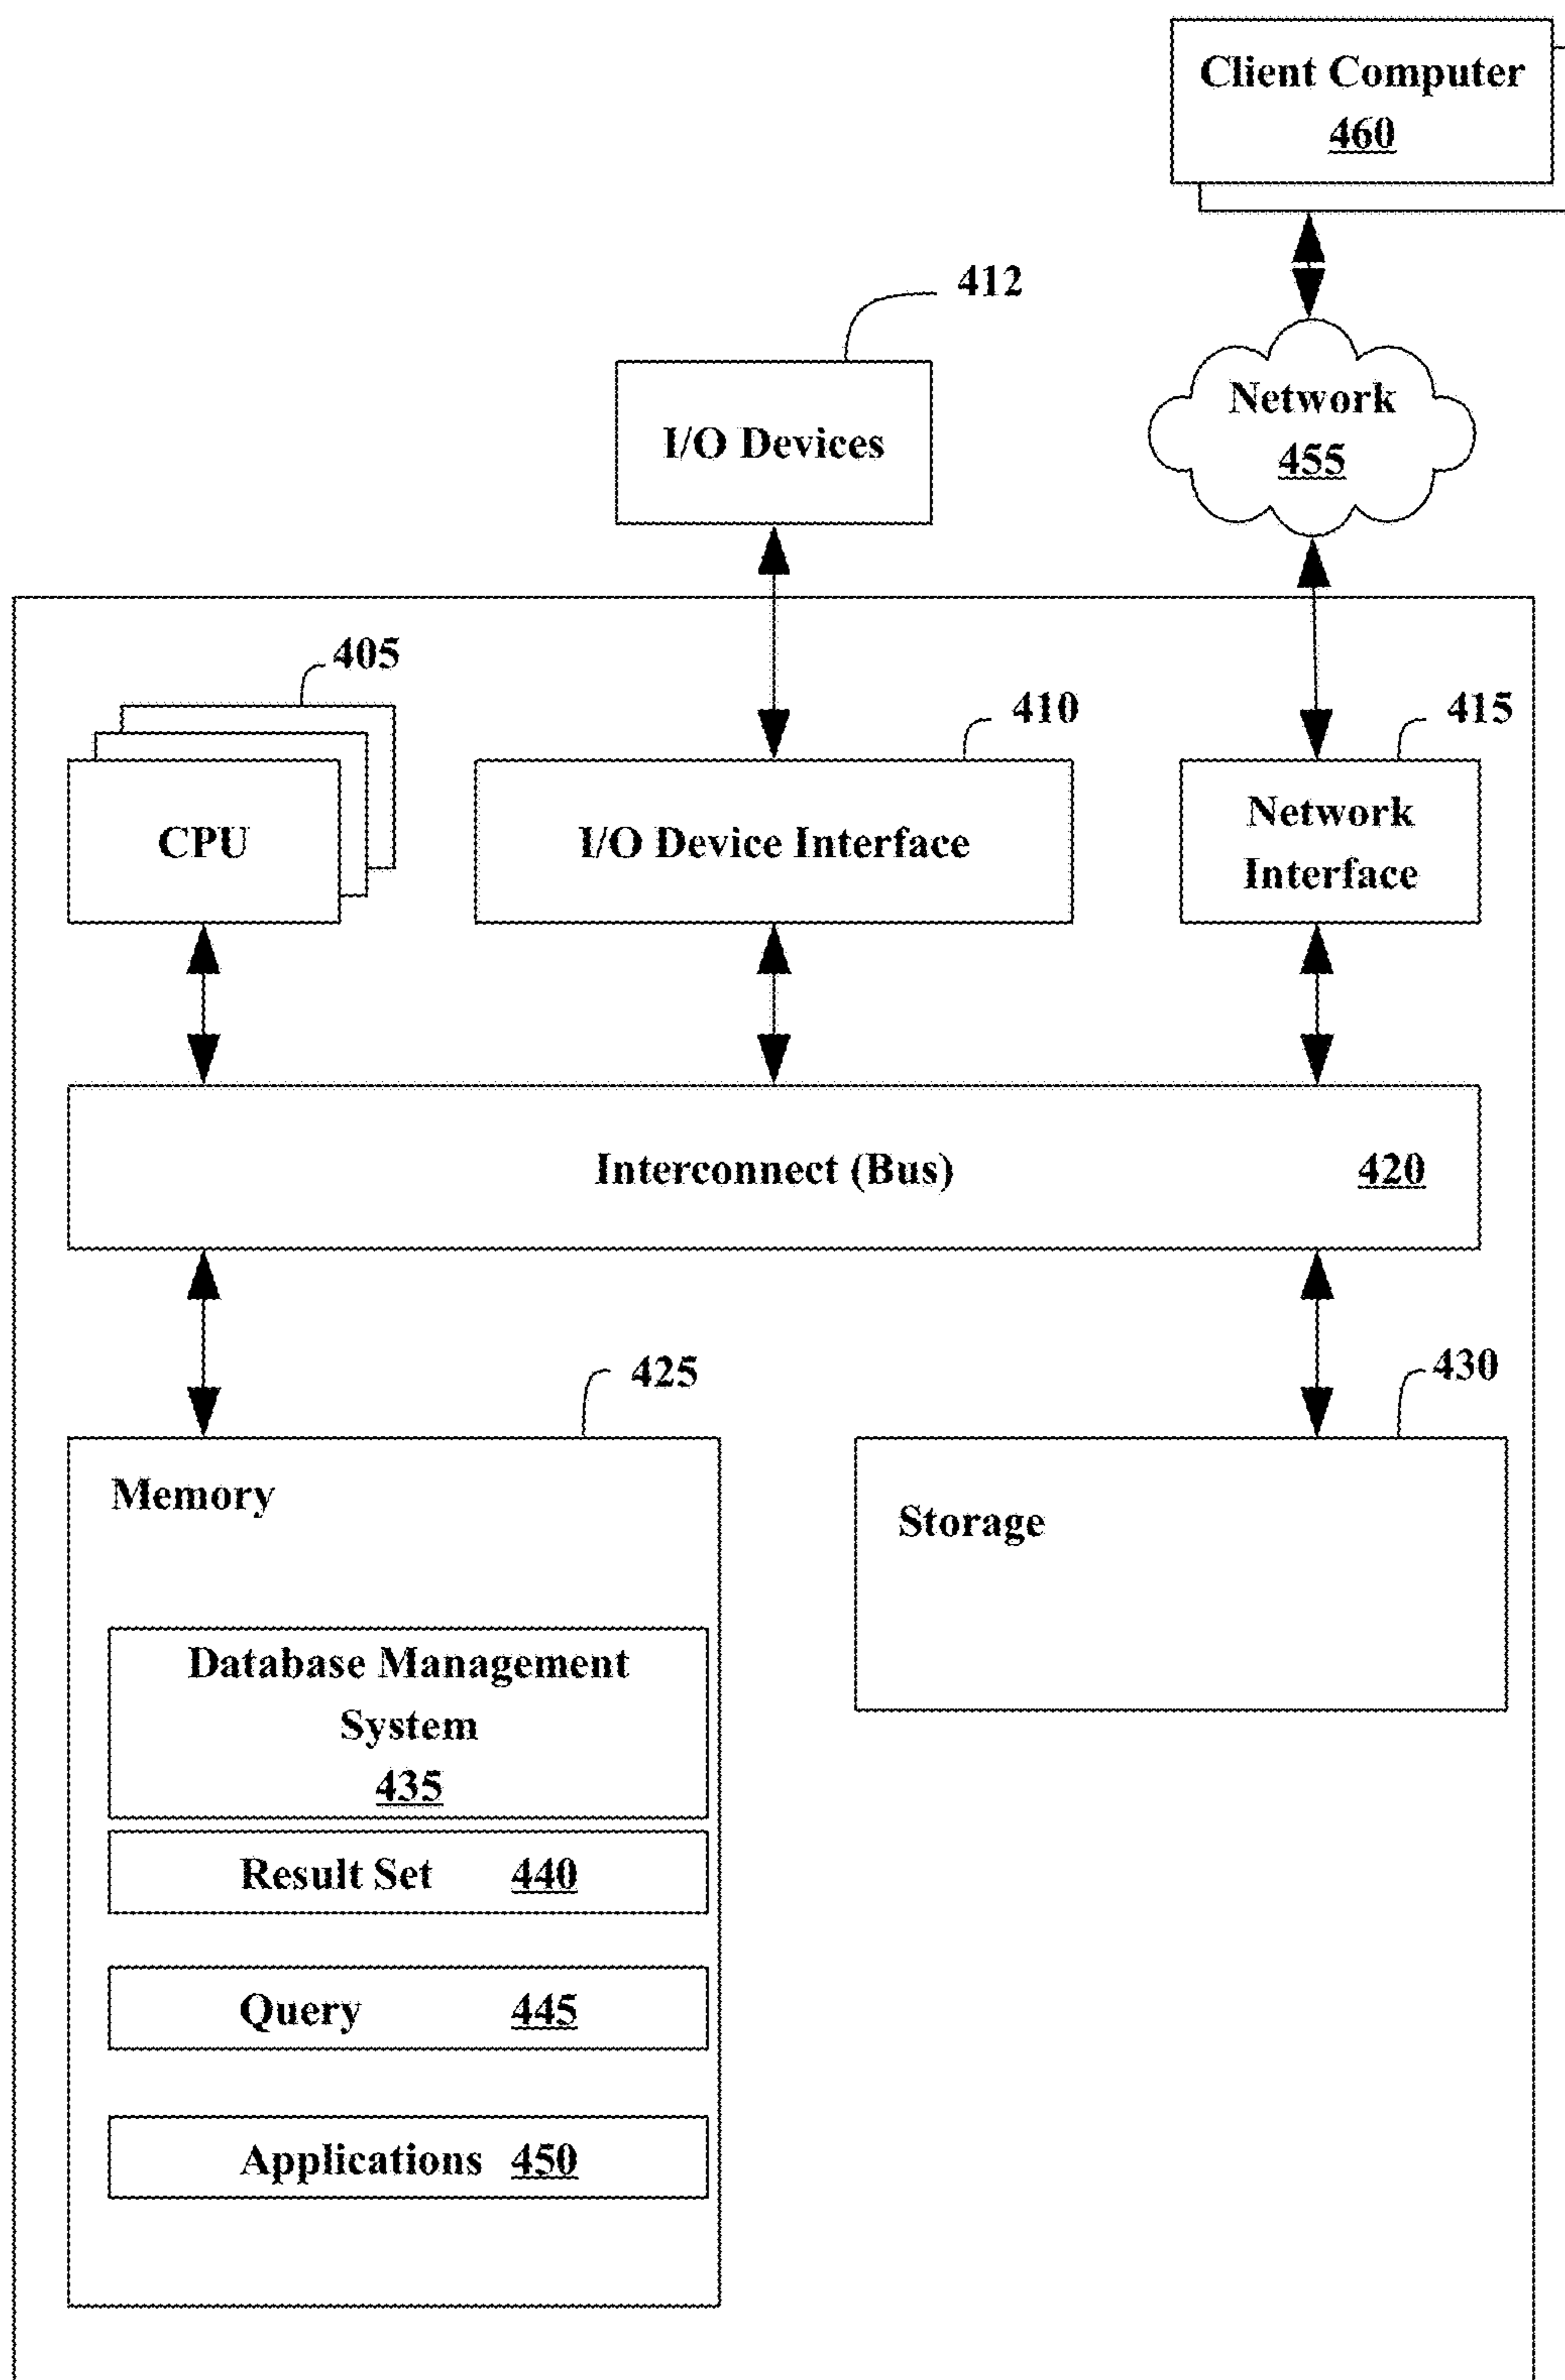 Client Computer
460
412
I/O Devices
Network
455
405
410
415
CPU
I/O Device Interface
Network
Interface
Interconnect (Bus) 420
425
430
Memory
Storage
Database Management
System
435
Result Set 440
Query 445
Applications 450